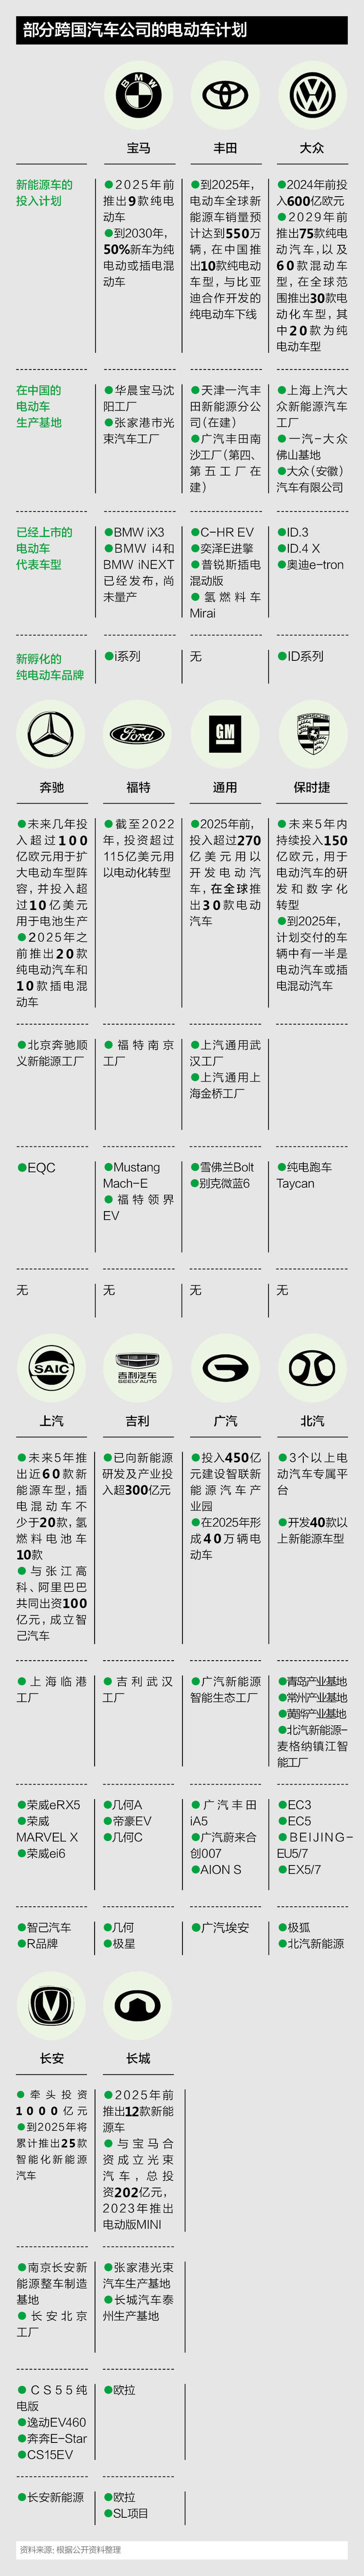 部分跨国汽车公司的电动车计划
BMW
宝马
丰田
大众
新能源车的
投入计划
●2025年前
推出9款纯电
动车
●到2030年,
50%新车为纯
电动或插电混
动车
●到2025年,
电动车全球新
能源车销量预
计达到550万
辆,在中国推
出10款纯电动
车型,与比亚
迪合作开发的
纯电动车下线
●2024年前投
入600亿欧元
●2029年前
推出75款纯电
动汽车,以及
60款混动车
型,在全球范
围推出30款电
动化车型,其
中20款为纯
电动车型
在中国的
电动车
生产基地
●华晨宝马沈
阳工厂
●张家港市光
束汽车工厂
●天津一汽丰
田新能源分公
司(在建)
●广汽丰田南
沙工厂(第四、
第五工厂在
建)
●上海上汽大
众新能源汽车
工厂
●一汽-大众
佛山基地
●大众(安徽)
汽车有限公司
已经上市的
电动车
代表车型
●BMW iX3
●BMW i4和
BMW iNEXT
已经发布,尚
未量产
●C-HR EV
●奕泽E进擎
●普锐斯插电
混动版
●氢燃料车
Mirai
●ID.3
●ID.4 X
●奥迪e-tron
新孵化的
纯电动车品牌
●i系列
无
●ID系列
Ford
GM
PORSCHE
奔驰
福特
通用
保时捷
●未来几年投
入超过100
亿欧元用于扩
大电动车型阵
容,并投入超
过10亿美元
用于电池生产
●2025年之
前推出20款
纯电动汽车和
10款插电混
动车
●截至2022
年,投资超过
115亿美元用
以电动化转型
●2025年前,
投入超过270
亿美元用以
开发电动汽
车,在全球推
出30款电动
汽车
●未来5年内
持续投入150
亿欧元,用于
电动汽车的研
发和数字化
转型
●到2025年,
计划交付的车
辆中有一半是
电动汽车或插
电混动汽车
●北京奔驰顺
义新能源工厂
●福特南京
工厂
●上汽通用武
汉工厂
●上汽通用上
海金桥工厂
●EQC
●Mustang
Mach-E
●福特领界
EV
●雪佛兰Bolt
●别克微蓝6
●纯电跑车
Taycan
无
无
无
无
SAIC
吉利汽车
GEELY AUTO
上汽
吉利
广汽
北汽
●未来5年推
出近60款新
能源车型,插
电混动车不
少于20款,氢
燃料电池车
10款
●与张江高
科、阿里巴巴
共同出资100
亿元,成立智
己汽车
●已向新能源
研发及产业投
入超300亿元
●投入450亿
元建设智联新
能源汽车产
业园
●在2025年形
成40万辆电
动车
●3个以上电
动汽车专属平
台
●开发40款以
上新能源车型
●上海临港
工厂
●吉利武汉
工厂
●广汽新能源
智能生态工厂
●青岛产业基地
●常州产业基地
●黄骅产业基地
●北汽新能源-
麦格纳镇江智
能工厂
●荣威eRX5
●荣威
MARVEL X
●荣威ei6
●几何A
●帝豪EV
●几何C
●广汽丰田
iA5
●广汽蔚来合
创007
●AION S
●EC3
●EC5
●BEIJING-
EU5/7
●EX5/7
●智己汽车
●R品牌
●几何
●极星
●广汽埃安
●极狐
●北汽新能源
长安
长城
●牵头投资
1000亿元
●到2025年将
累计推出25款
智能化新能源
汽车
●2025年前
推出12款新能
源车
●与宝马合
资成立光束
汽车,总投
资202亿元,
2023年推出
电动版MINI
●南京长安新
能源整车制造
基地
●长安北京
工厂
●张家港光束
汽车生产基地
●长城汽车泰
州生产基地
●CS55纯
电版
●逸动EV460
●奔奔E-Star
●CS15EV
●欧拉
●长安新能源
●欧拉
●SL项目
资料来源:根据公开资料整理